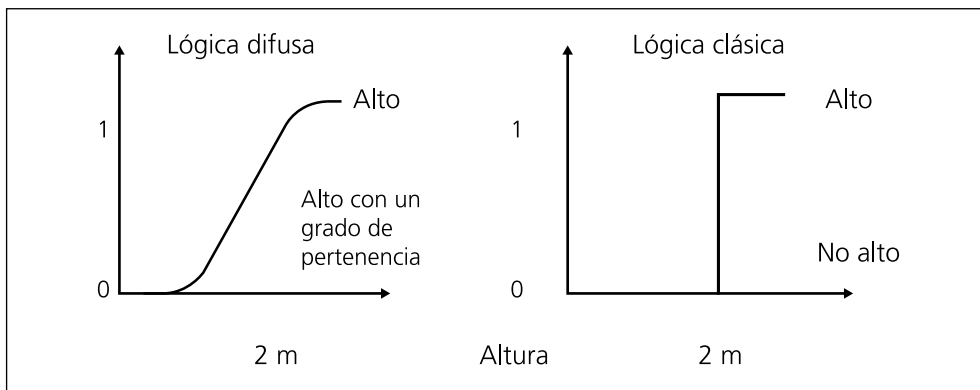 Lógica difusa
Alto
1
Alto con un
grado de
pertenencia
0
2 m
Altura
Lógica clásica
Alto
1
No alto
0
2 m